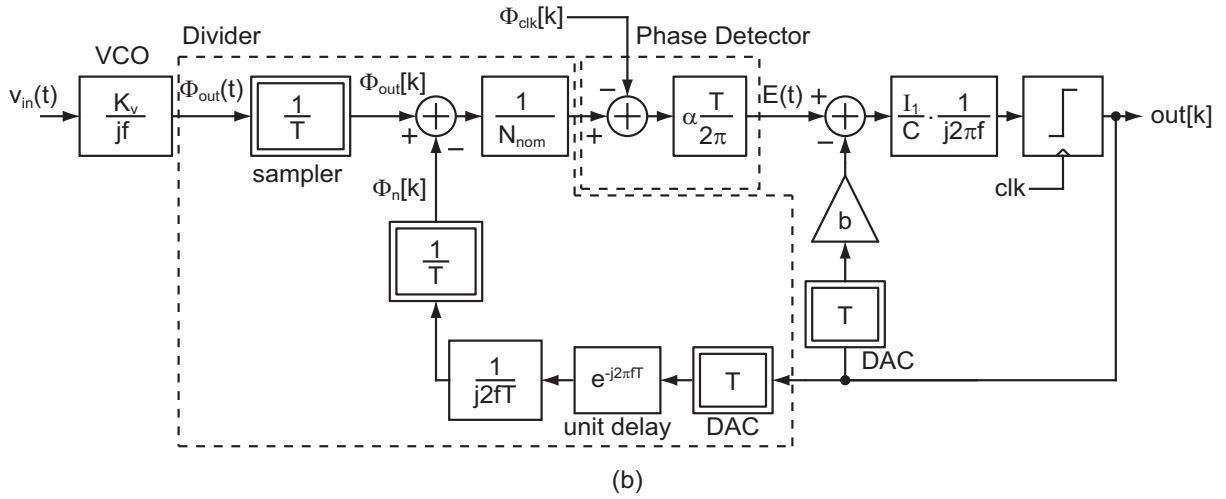 Φclk[k]
Divider
Phase Detector
VCO
vin(t)
Kv
jf
Φout(t)
1
T
sampler
Φout[k]
+
−
1
Nnom
−
+
α T
2π
E(t)
+
−
I1
C
·
1
j2πf
clk
out[k]
Φn[k]
1
T
b
T
DAC
1
j2fT
e-j2πfT
unit delay
T
DAC
(b)